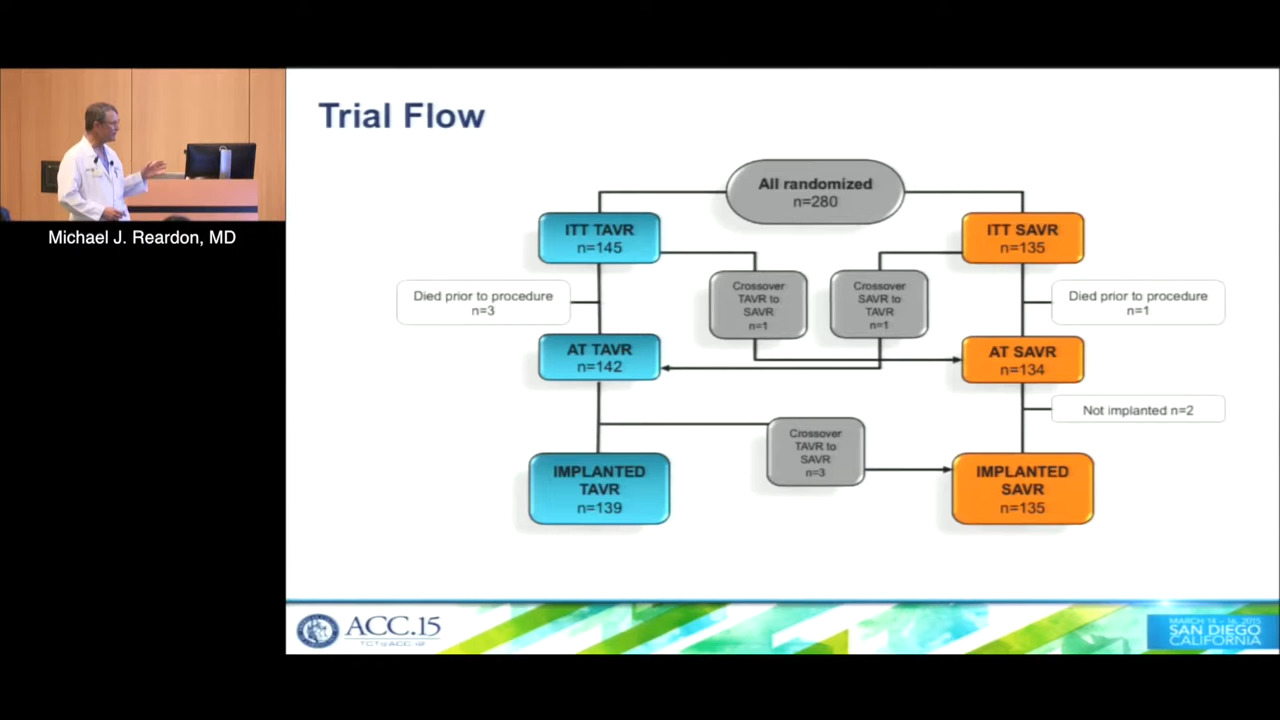 Trial Flow
All randomized
n=280
ITT TAVR
n=145
ITT SAVR
n=135
Crossover
TAVR to
SAVR
n=1
Crossover
SAVR to
TAVR
n=1
Died prior to procedure
n=3
Died prior to procedure
n=1
AT TAVR
n=142
AT SAVR
n=134
Not implanted n=2
Crossover
TAVR to
SAVR
n=3
IMPLANTED
TAVR
n=139
IMPLANTED
SAVR
n=135
Michael J. Reardon, MD
ACC.15
MARCH 14 – 16, 2015
SAN DIEGO
CALIFORNIA